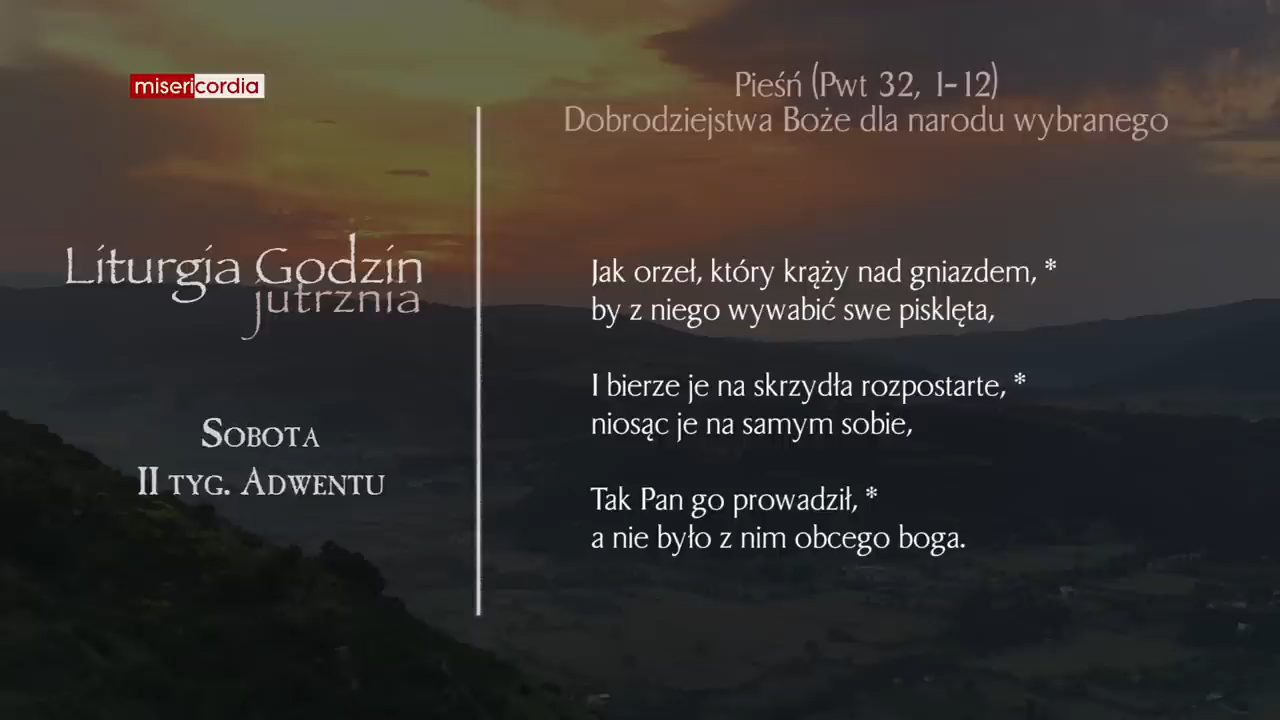 misericordia
Liturgia Godzin
jutrznia
Sobota
II tyg. Adwentu
Pieśń (Pwt 32, 1-12)
Dobrodziejstwa Boże dla narodu wybranego
Jak orzeł, który krąży nad gniazdem, *
by z niego wywabić swe pisklęta,
I bierze je na skrzydła rozpostarte, *
niosąc je na samym sobie,
Tak Pan go prowadził, *
a nie było z nim obcego boga.